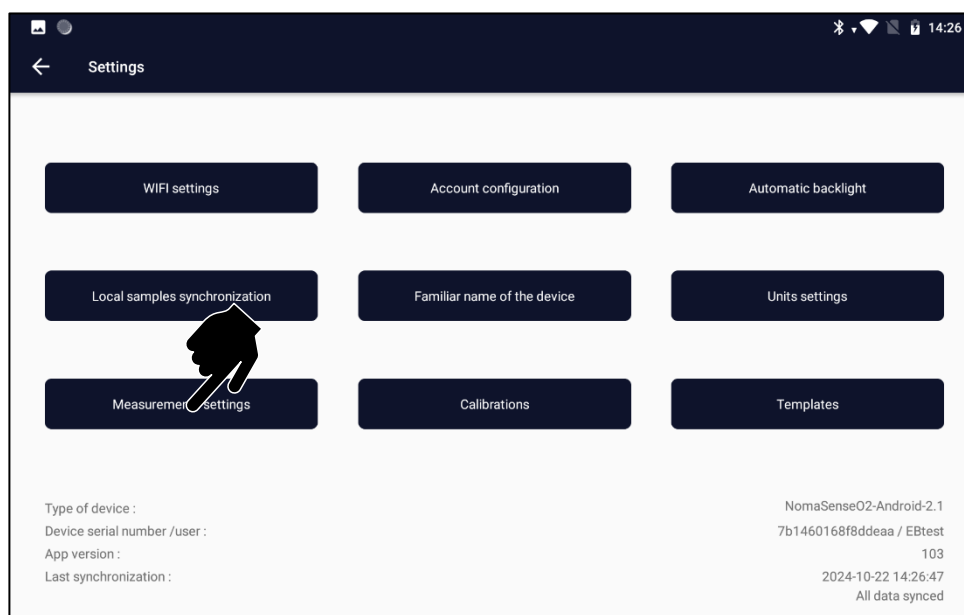 14:26
Settings
WIFI settings
Account configuration
Automatic backlight
Local samples synchronization
Familiar name of the device
Units settings
Measurement settings
Calibrations
Templates
Type of device :
NomaSenseO2-Android-2.1
Device serial number /user :
7b1460168f8ddeaa / EBtest
App version :
103
Last synchronization :
2024-10-22 14:26:47
All data synced